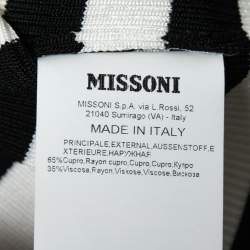 MISSONI
MISSONI S.p.A. via L.Rossi, 52
21040 Sumirago (VA) - Italy
MADE IN ITALY
PRINCIPALE,EXTERNAL,AUSSENSTOFF,E
XTERIEURE,НАРУЖНАЯ
65%Cupro,Rayon cupro,Cupro,Cupro,Купро
35%Viscosa,Rayon,Viskose,Viscose,Вискоза